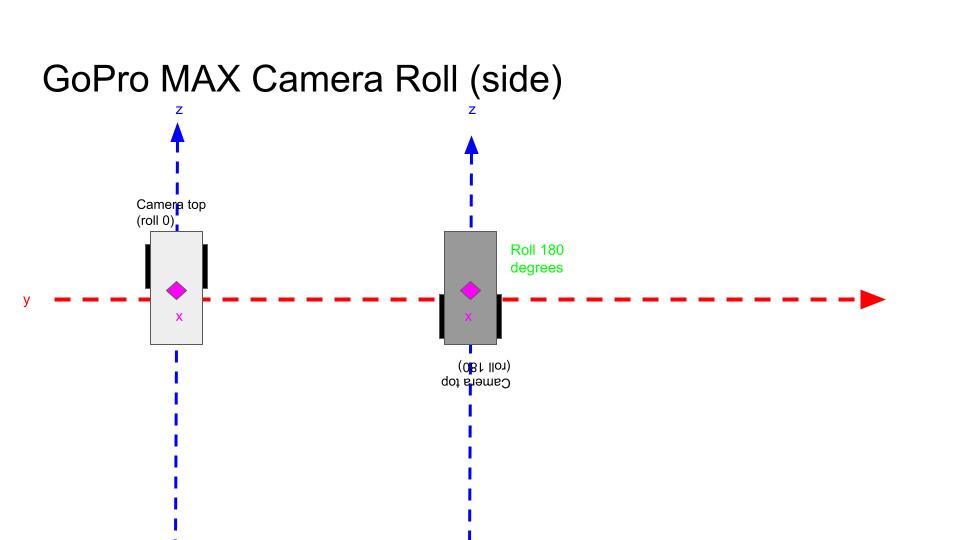 GoPro MAX Camera Roll (side)
z
z
Camera top
(roll 0)
Roll 180
degrees
y
x
x
Camera top
(roll 180)